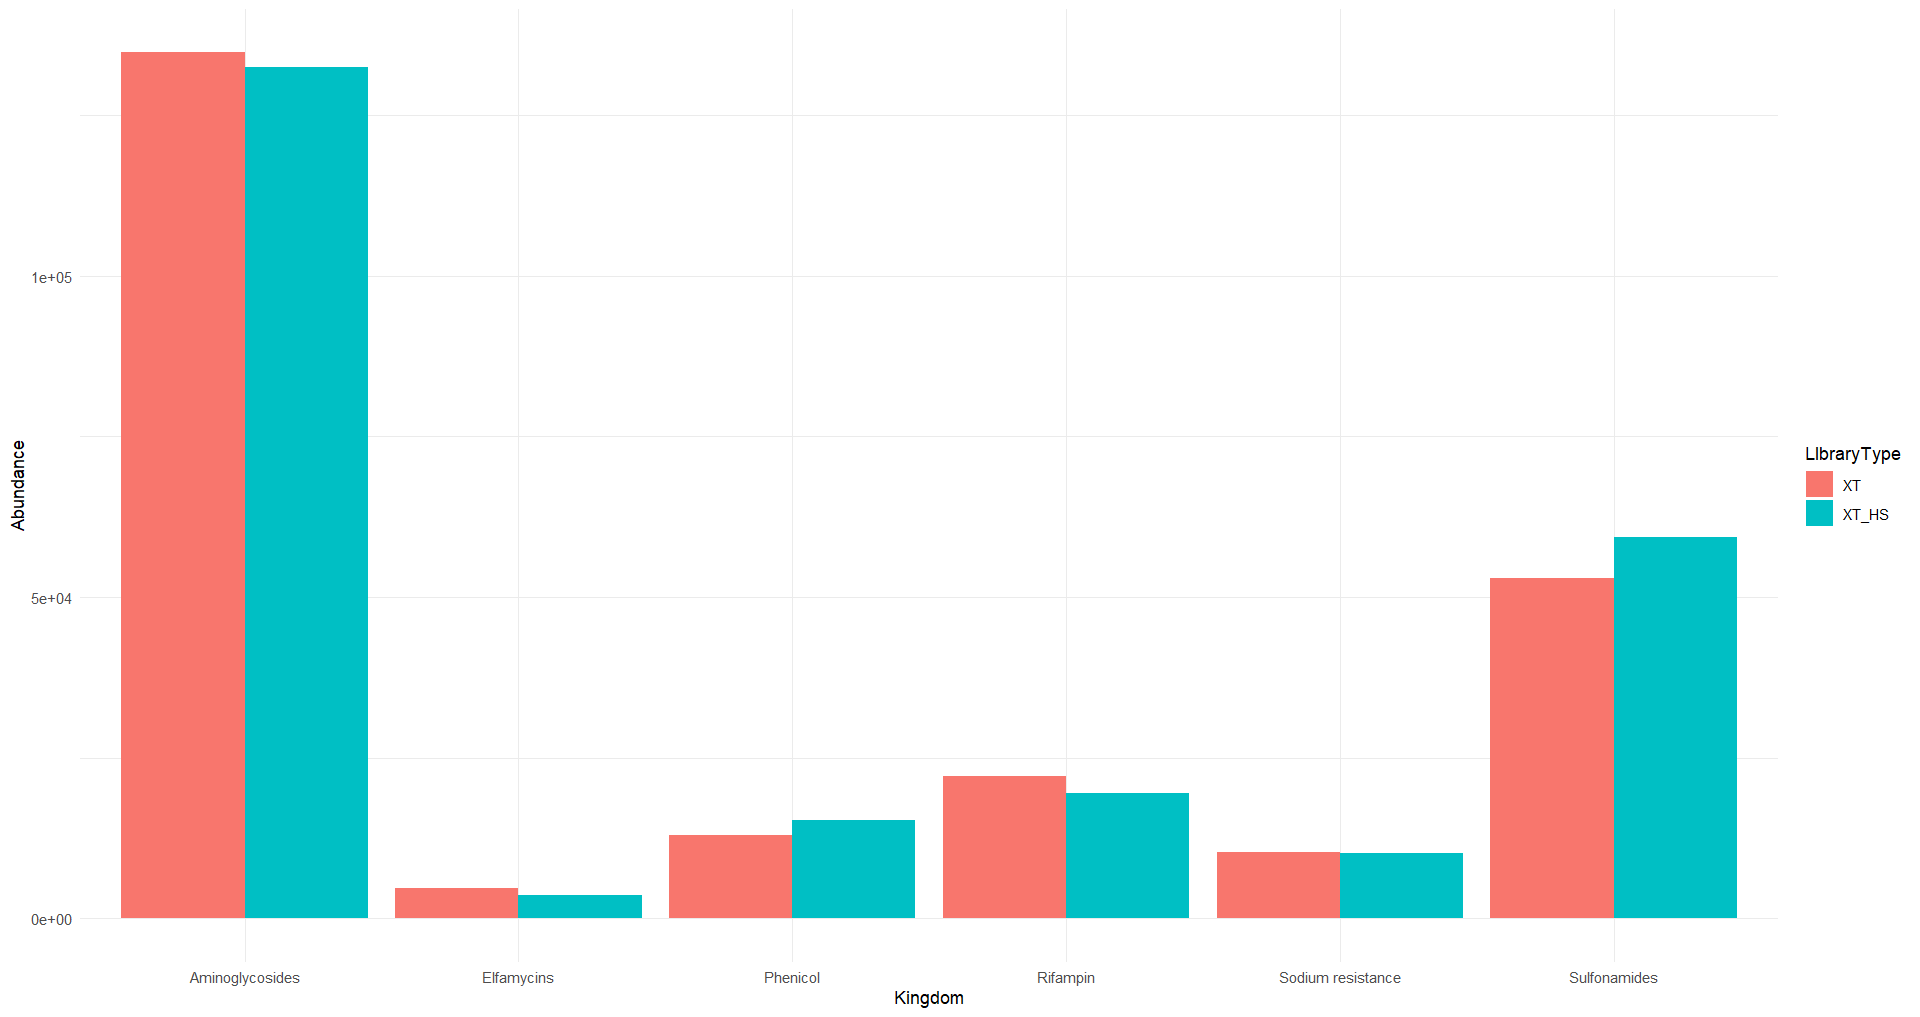 Abundance
1e+05
5e+04
0e+00
Aminoglycosides
Elfamycins
Phenicol
Rifampin
Sodium resistance
Sulfonamides
Kingdom
LIbraryType
XT
XT_HS